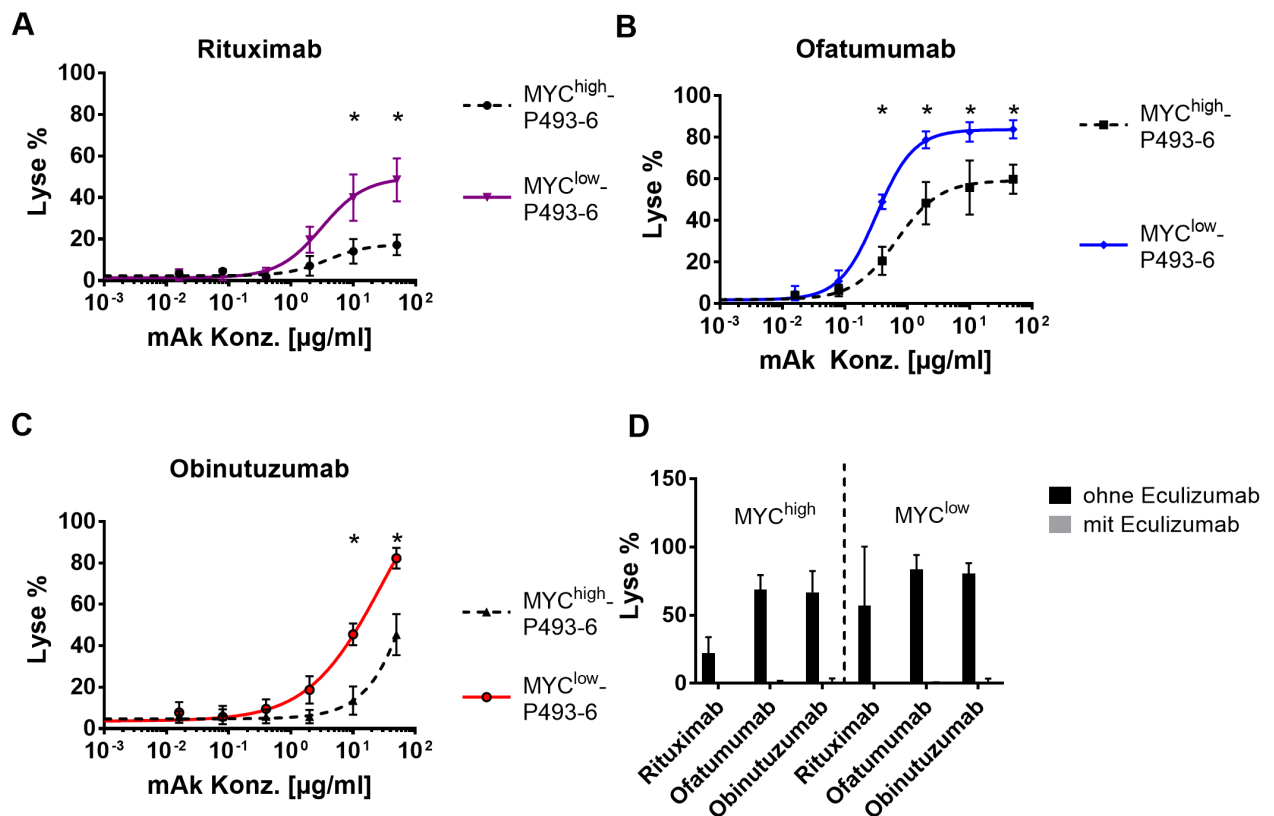 A
Rituximab
100
80
60
40
20
0
Lyse %
* *
10-3 10-2 10-1 100 101 102
mAk Konz. [µg/ml]
MYChigh-
P493-6
MYClow-
P493-6
B
Ofatumumab
100
80
60
40
20
0
Lyse %
* * * *
10-3 10-2 10-1 100 101 102
mAk Konz. [µg/ml]
MYChigh-
P493-6
MYClow-
P493-6
C
Obinutuzumab
100
80
60
40
20
0
Lyse %
* *
10-3 10-2 10-1 100 101 102
mAk Konz. [µg/ml]
MYChigh-
P493-6
MYClow-
P493-6
D
150
100
50
0
Lyse %
MYChigh MYClow
Rituximab
Ofatumumab
Obinutuzumab
Rituximab
Ofatumumab
Obinutuzumab
ohne Eculizumab
mit Eculizumab